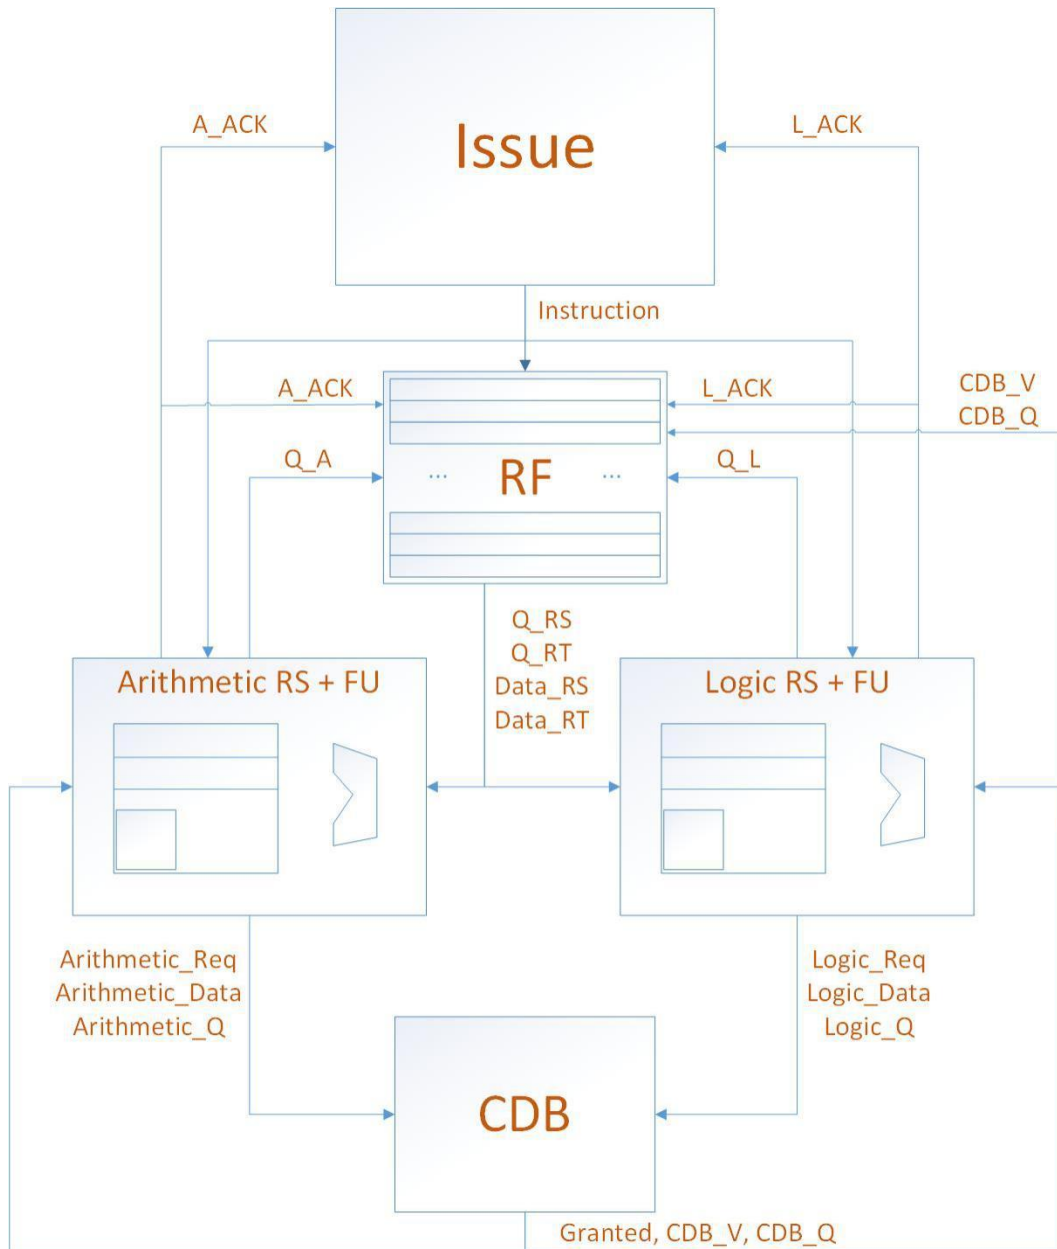 A_ACK
L_ACK
Issue
Instruction
A_ACK
L_ACK
CDB_V
CDB_Q
Q_A
... RF ...
Q_L
Q_RS
Q_RT
Data_RS
Data_RT
Arithmetic RS + FU
Logic RS + FU
Arithmetic_Req
Arithmetic_Data
Arithmetic_Q
Logic_Req
Logic_Data
Logic_Q
CDB
Granted, CDB_V, CDB_Q